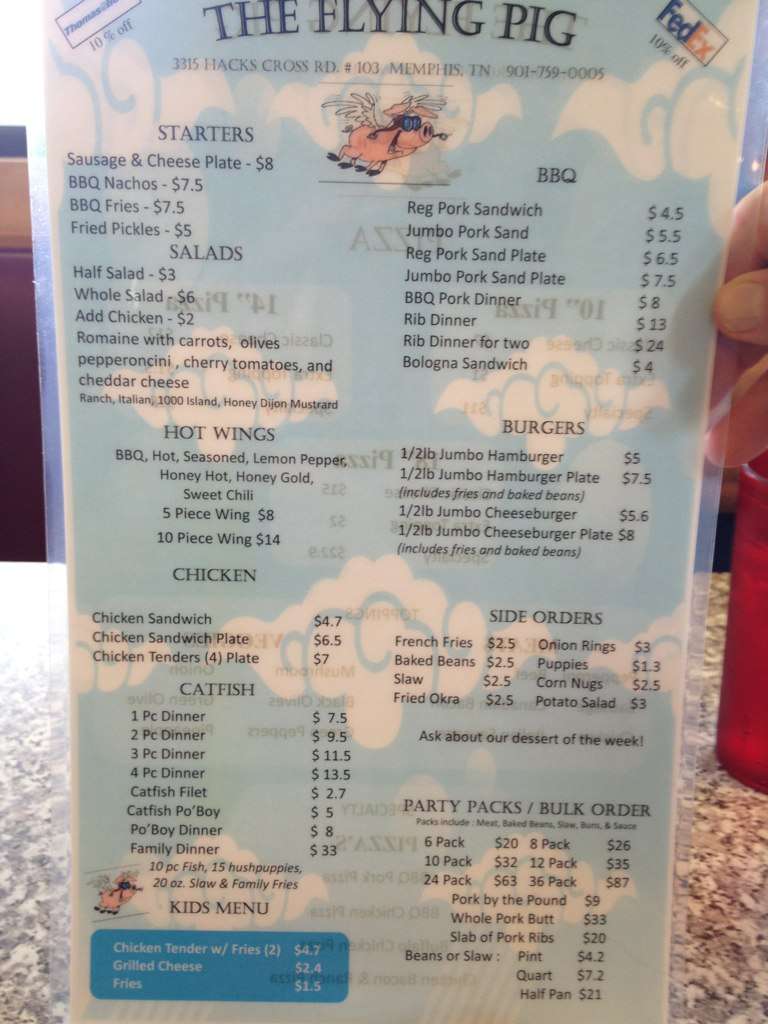 Thomas & Be
10% off
THE FLYING PIG
FedEx
10% off
3315 HACKS CROSS RD. # 103 MEMPHIS, TN 901-759-0005
STARTERS
Sausage & Cheese Plate - $8
BBQ Nachos - $7.5
BBQ Fries - $7.5
Fried Pickles - $5
SALADS
Half Salad - $3
Whole Salad - $6
Add Chicken - $2
Romaine with carrots, olives
pepperoncini , cherry tomatoes, and
cheddar cheese
Ranch, Italian, 1000 Island, Honey Dijon Mustrard
HOT WINGS
BBQ, Hot, Seasoned, Lemon Pepper,
Honey Hot, Honey Gold,
Sweet Chili
5 Piece Wing $8
10 Piece Wing $14
CHICKEN
Chicken Sandwich $4.7
Chicken Sandwich Plate $6.5
Chicken Tenders (4) Plate $7
CATFISH
1 Pc Dinner $ 7.5
2 Pc Dinner $ 9.5
3 Pc Dinner $ 11.5
4 Pc Dinner $ 13.5
Catfish Filet $ 2.7
Catfish Po'Boy $ 5
Po'Boy Dinner $ 8
Family Dinner $ 33
10 pc Fish, 15 hushpuppies,
20 oz. Slaw & Family Fries
KIDS MENU
Chicken Tender w/ Fries (2) $4.7
Grilled Cheese $2.4
Fries $1.5
BBQ
Reg Pork Sandwich $ 4.5
Jumbo Pork Sand $ 5.5
Reg Pork Sand Plate $ 6.5
Jumbo Pork Sand Plate $ 7.5
BBQ Pork Dinner $ 8
Rib Dinner $ 13
Rib Dinner for two $ 24
Bologna Sandwich $ 4
BURGERS
1/2lb Jumbo Hamburger $5
1/2lb Jumbo Hamburger Plate $7.5
(includes fries and baked beans)
1/2lb Jumbo Cheeseburger $5.6
1/2lb Jumbo Cheeseburger Plate $8
(includes fries and baked beans)
SIDE ORDERS
French Fries $2.5 Onion Rings $3
Baked Beans $2.5 Puppies $1.3
Slaw $2.5 Corn Nugs $2.5
Fried Okra $2.5 Potato Salad $3
Ask about our dessert of the week!
PARTY PACKS / BULK ORDER
Packs include : Meat, Baked Beans, Slaw, Buns, & Sauce
6 Pack $20 8 Pack $26
10 Pack $32 12 Pack $35
24 Pack $63 36 Pack $87
Pork by the Pound $9
Whole Pork Butt $33
Slab of Pork Ribs $20
Beans or Slaw : Pint $4.2
Quart $7.2
Half Pan $21